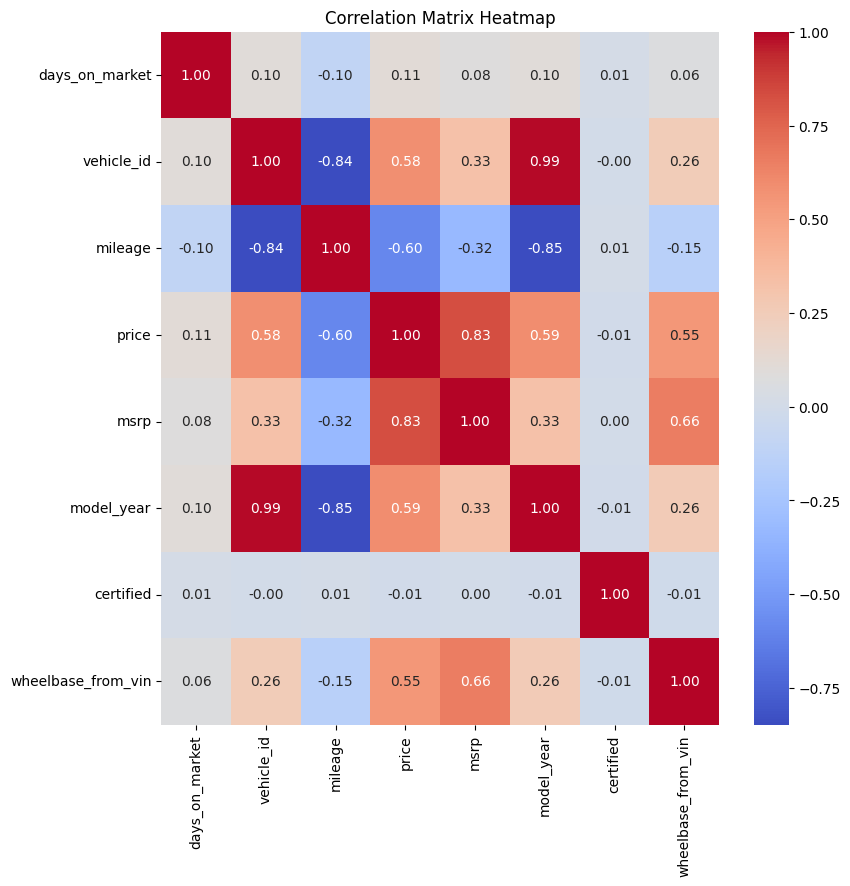 Correlation Matrix Heatmap
days_on_market 1.00 0.10 -0.10 0.11 0.08 0.10 0.01 0.06
vehicle_id 0.10 1.00 -0.84 0.58 0.33 0.99 -0.00 0.26
mileage -0.10 -0.84 1.00 -0.60 -0.32 -0.85 0.01 -0.15
price 0.11 0.58 -0.60 1.00 0.83 0.59 -0.01 0.55
msrp 0.08 0.33 -0.32 0.83 1.00 0.33 0.00 0.66
model_year 0.10 0.99 -0.85 0.59 0.33 1.00 -0.01 0.26
certified 0.01 -0.00 0.01 -0.01 0.00 -0.01 1.00 -0.01
wheelbase_from_vin 0.06 0.26 -0.15 0.55 0.66 0.26 -0.01 1.00
days_on_market
vehicle_id
mileage
price
msrp
model_year
certified
wheelbase_from_vin
1.00
0.75
0.50
0.25
0.00
−0.25
−0.50
−0.75